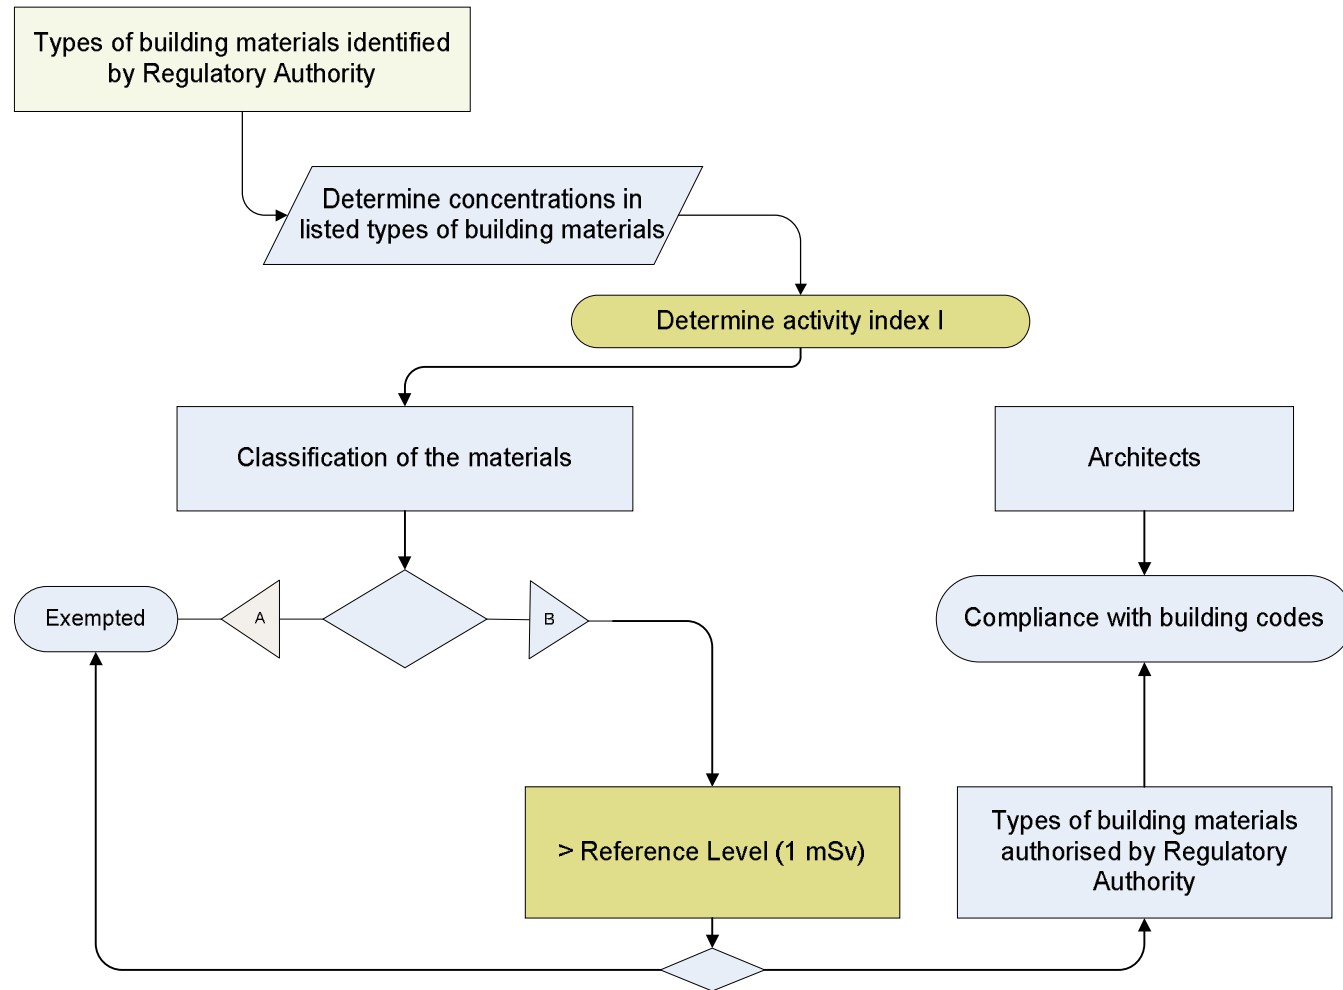 Types of building materials identified
by Regulatory Authority
Determine concentrations in
listed types of building materials
Determine activity index I
Classification of the materials
Architects
Exempted
A
B
Compliance with building codes
> Reference Level (1 mSv)
Types of building materials
authorised by Regulatory
Authority